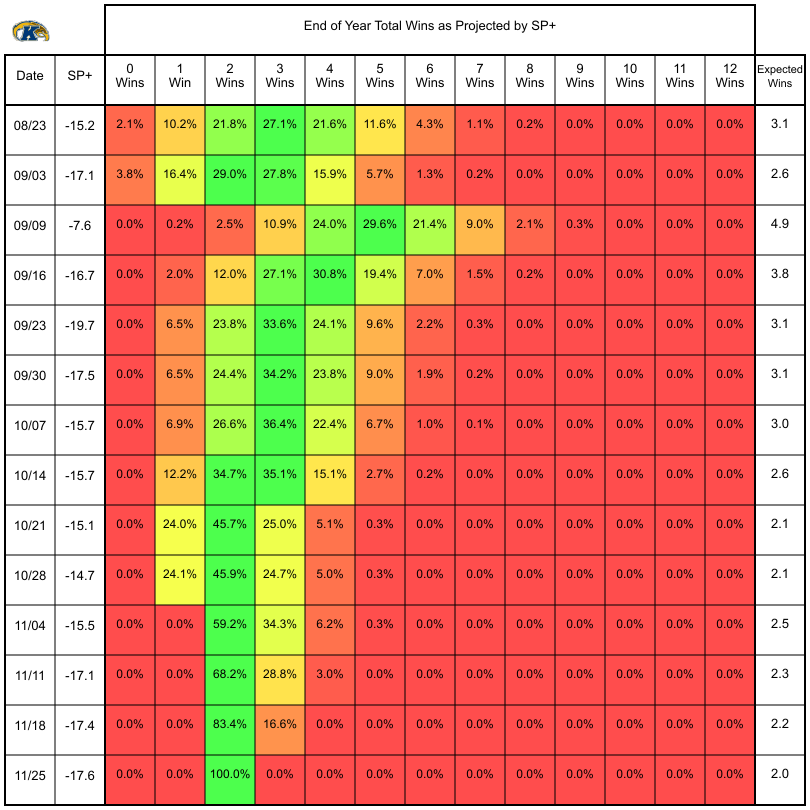 End of Year Total Wins as Projected by SP+
K
Date SP+ 0 Wins 1 Win 2 Wins 3 Wins 4 Wins 5 Wins 6 Wins 7 Wins 8 Wins 9 Wins 10 Wins 11 Wins 12 Wins Expected Wins
08/23 -15.2 2.1% 10.2% 21.8% 27.1% 21.6% 11.6% 4.3% 1.1% 0.2% 0.0% 0.0% 0.0% 0.0% 3.1
09/03 -17.1 3.8% 16.4% 29.0% 27.8% 15.9% 5.7% 1.3% 0.2% 0.0% 0.0% 0.0% 0.0% 0.0% 2.6
09/09 -7.6 0.0% 0.2% 2.5% 10.9% 24.0% 29.6% 21.4% 9.0% 2.1% 0.3% 0.0% 0.0% 0.0% 4.9
09/16 -16.7 0.0% 2.0% 12.0% 27.1% 30.8% 19.4% 7.0% 1.5% 0.2% 0.0% 0.0% 0.0% 0.0% 3.8
09/23 -19.7 0.0% 6.5% 23.8% 33.6% 24.1% 9.6% 2.2% 0.3% 0.0% 0.0% 0.0% 0.0% 0.0% 3.1
09/30 -17.5 0.0% 6.5% 24.4% 34.2% 23.8% 9.0% 1.9% 0.2% 0.0% 0.0% 0.0% 0.0% 0.0% 3.1
10/07 -15.7 0.0% 6.9% 26.6% 36.4% 22.4% 6.7% 1.0% 0.1% 0.0% 0.0% 0.0% 0.0% 0.0% 3.0
10/14 -15.7 0.0% 12.2% 34.7% 35.1% 15.1% 2.7% 0.2% 0.0% 0.0% 0.0% 0.0% 0.0% 0.0% 2.6
10/21 -15.1 0.0% 24.0% 45.7% 25.0% 5.1% 0.3% 0.0% 0.0% 0.0% 0.0% 0.0% 0.0% 0.0% 2.1
10/28 -14.7 0.0% 24.1% 45.9% 24.7% 5.0% 0.3% 0.0% 0.0% 0.0% 0.0% 0.0% 0.0% 0.0% 2.1
11/04 -15.5 0.0% 0.0% 59.2% 34.3% 6.2% 0.3% 0.0% 0.0% 0.0% 0.0% 0.0% 0.0% 0.0% 2.5
11/11 -17.1 0.0% 0.0% 68.2% 28.8% 3.0% 0.0% 0.0% 0.0% 0.0% 0.0% 0.0% 0.0% 0.0% 2.3
11/18 -17.4 0.0% 0.0% 83.4% 16.6% 0.0% 0.0% 0.0% 0.0% 0.0% 0.0% 0.0% 0.0% 0.0% 2.2
11/25 -17.6 0.0% 0.0% 100.0% 0.0% 0.0% 0.0% 0.0% 0.0% 0.0% 0.0% 0.0% 0.0% 0.0% 2.0